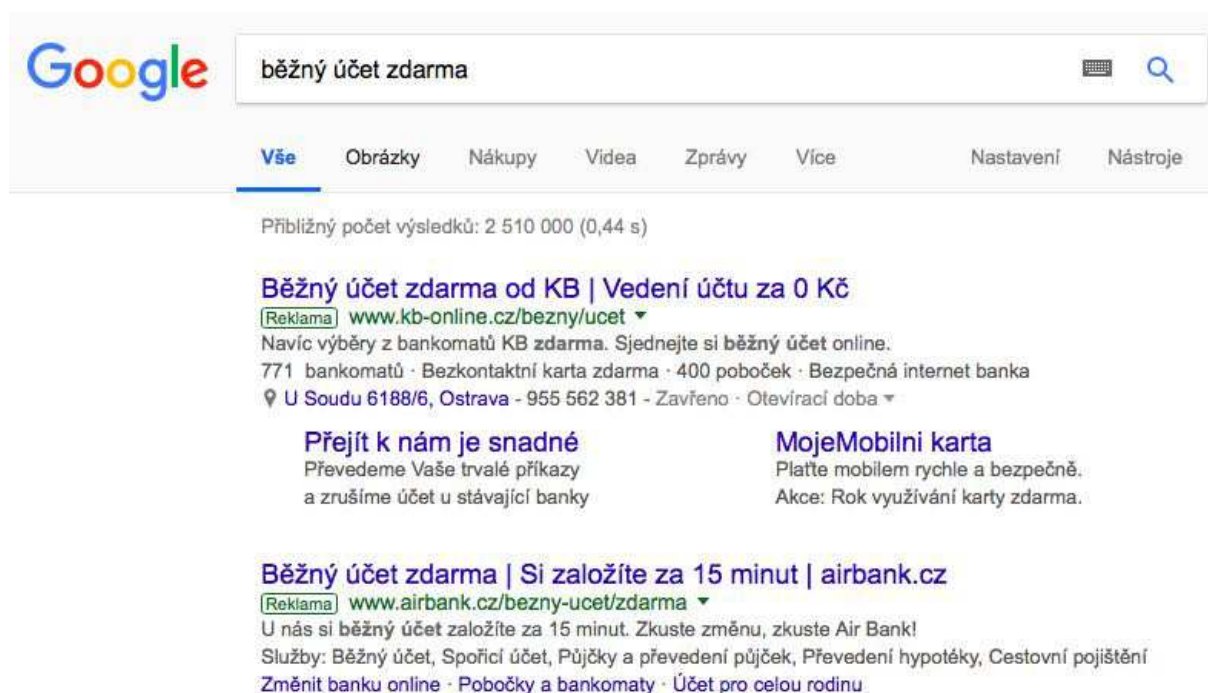 Google
běžný účet zdarma
Vše Obrázky Nákupy Videa Zprávy Více Nastavení Nástroje
Přibližný počet výsledků: 2 510 000 (0,44 s)
Běžný účet zdarma od KB | Vedení účtu za 0 Kč
Reklama www.kb-online.cz/bezny/ucet
Navíc výběry z bankomatů KB zdarma. Sjednejte si běžný účet online.
771 bankomatů · Bezkontaktní karta zdarma · 400 poboček · Bezpečná internet banka
U Soudu 6188/6, Ostrava - 955 562 381 - Zavřeno · Otevírací doba
Přejít k nám je snadné
Převedeme Vaše trvalé příkazy
a zrušíme účet u stávající banky
MojeMobilni karta
Plaťte mobilem rychle a bezpečně.
Akce: Rok využívání karty zdarma.
Běžný účet zdarma | Si založíte za 15 minut | airbank.cz
Reklama www.airbank.cz/bezny-ucet/zdarma
U nás si běžný účet založíte za 15 minut. Zkuste změnu, zkuste Air Bank!
Služby: Běžný účet, Spořicí účet, Půjčky a převedení půjček, Převedení hypotéky, Cestovní pojištění
Změnit banku online · Pobočky a bankomaty · Účet pro celou rodinu